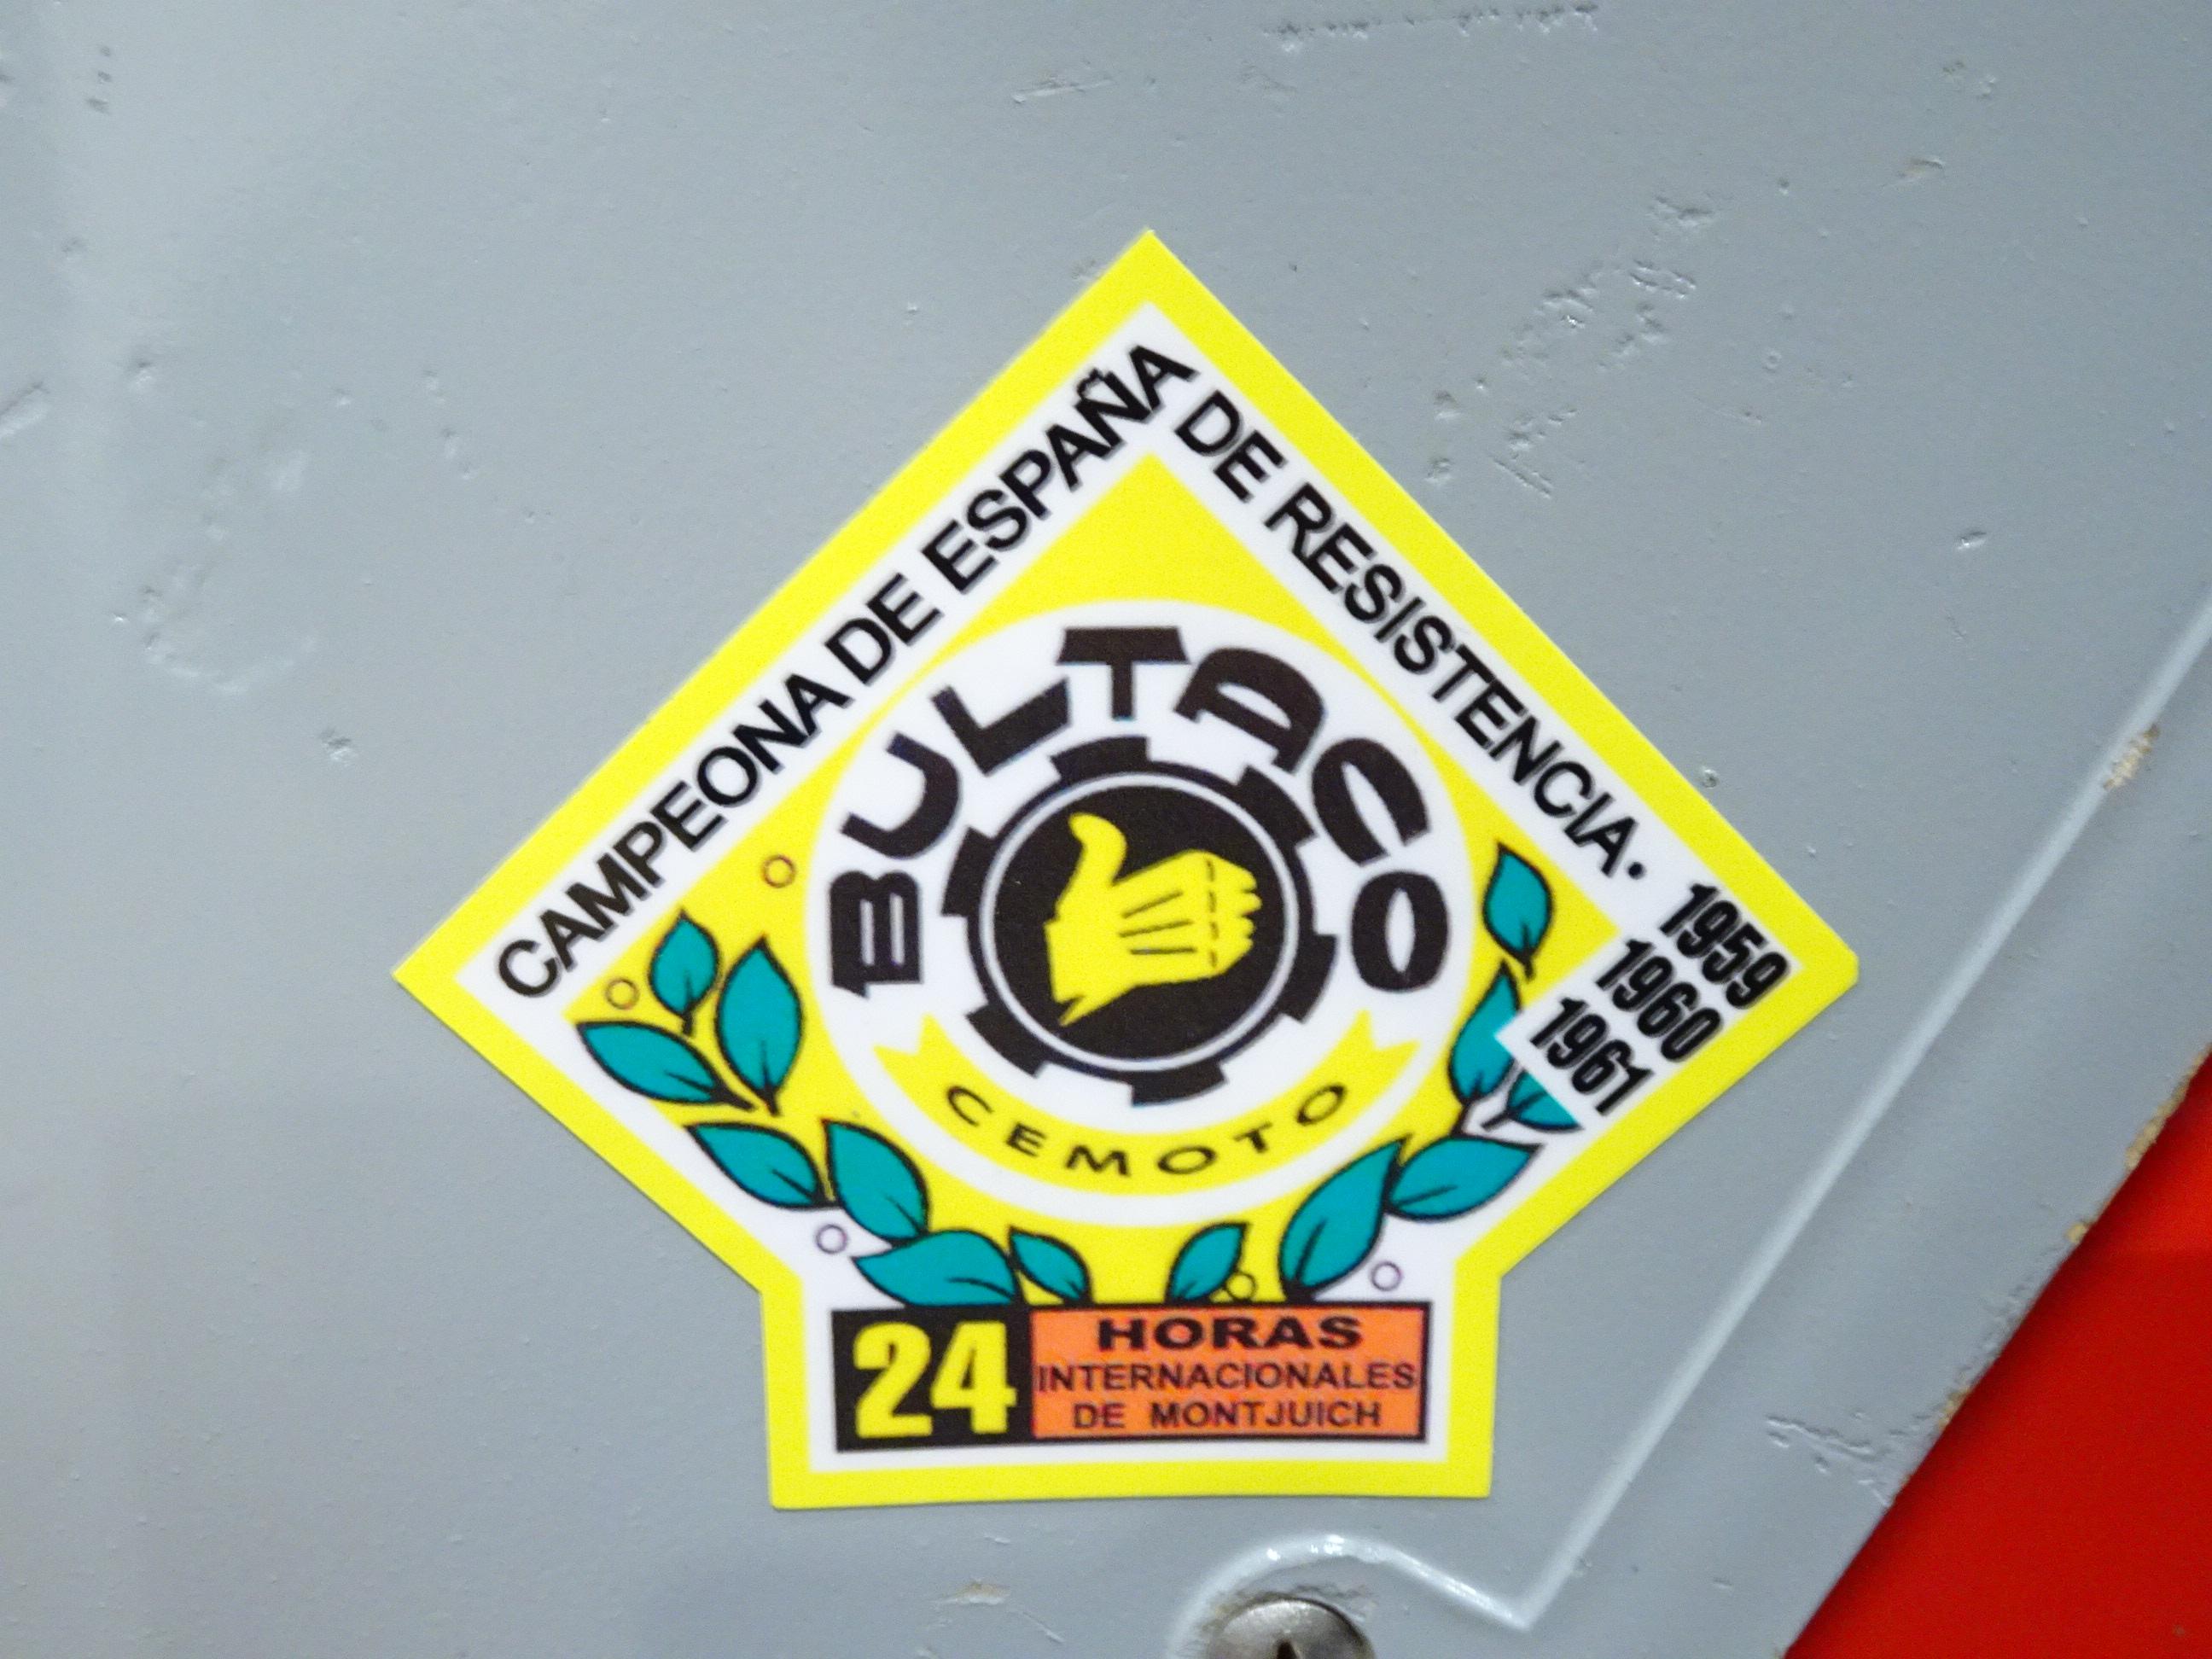 CAMPEONA DE ESPAÑA
DE RESISTENCIA · 1959
1960
1961
BULTACO
CEMOTO
24
HORAS
INTERNACIONALES
DE MONTJUICH